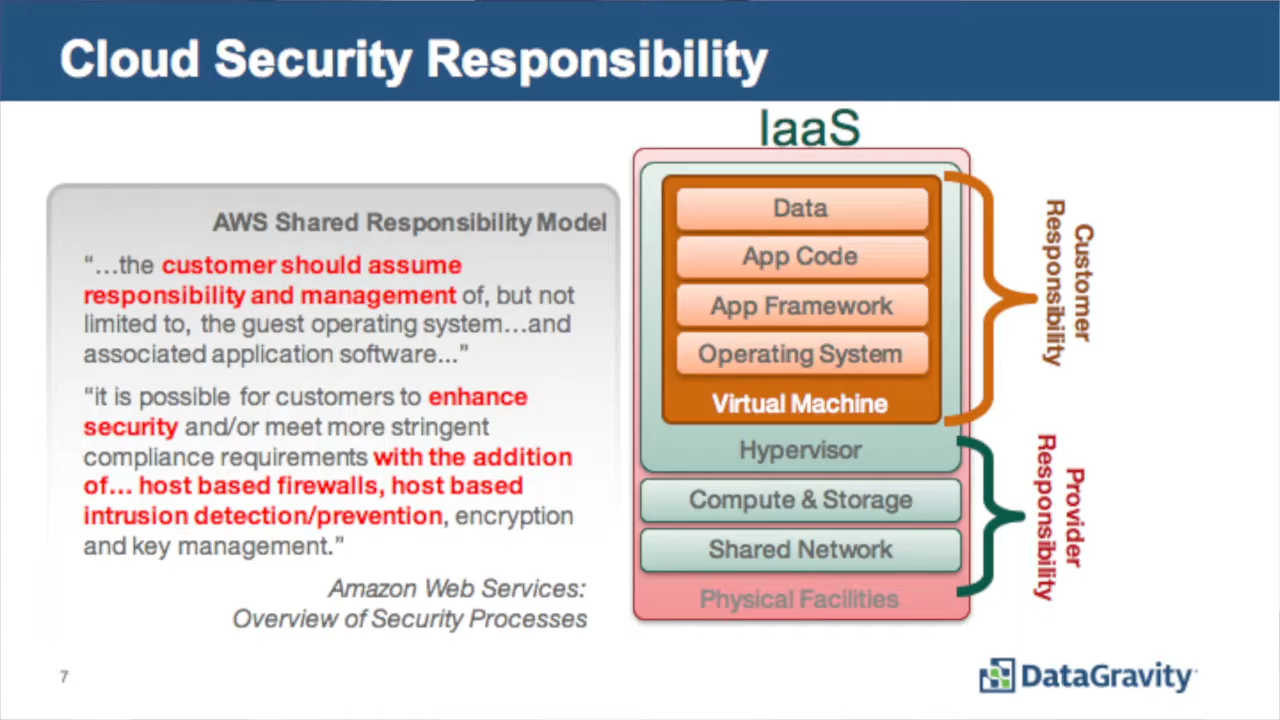 Cloud Security Responsibility
AWS Shared Responsibility Model
“…the customer should assume
responsibility and management of, but not
limited to, the guest operating system…and
associated application software...”
“it is possible for customers to enhance
security and/or meet more stringent
compliance requirements with the addition
of… host based firewalls, host based
intrusion detection/prevention, encryption
and key management.”
Amazon Web Services:
Overview of Security Processes
IaaS
Data
App Code
App Framework
Operating System
Virtual Machine
Hypervisor
Compute & Storage
Shared Network
Physical Facilities
Customer
Responsibility
Provider
Responsibility
7
DataGravity